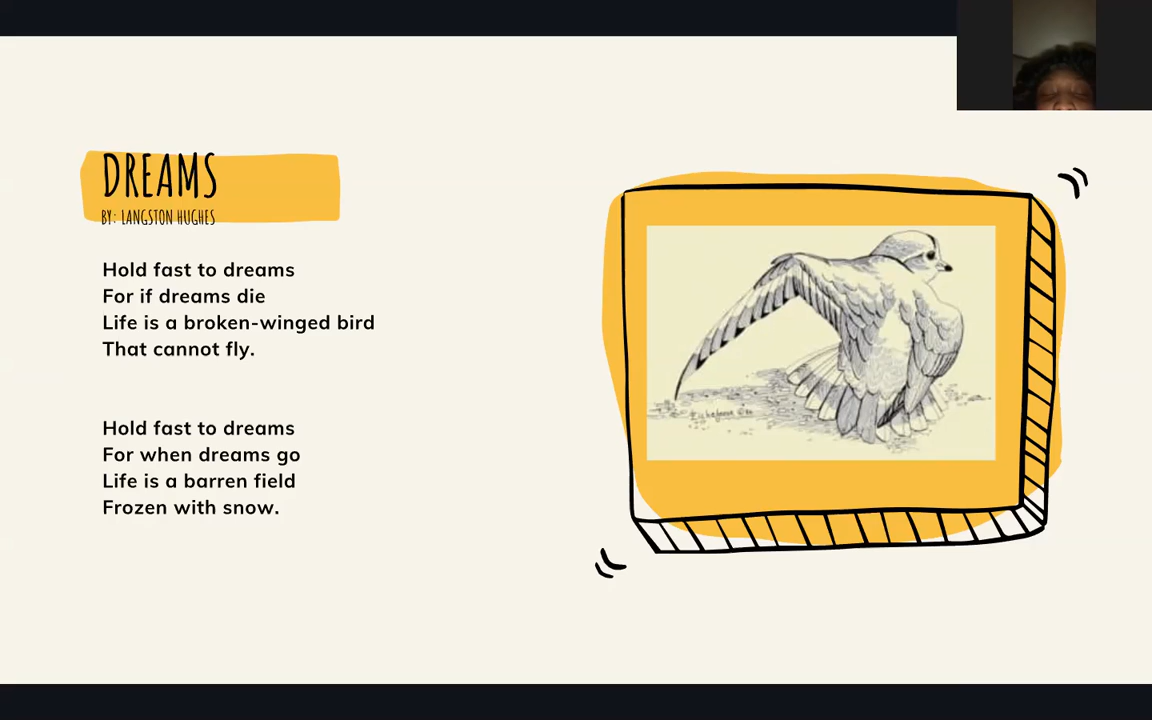 DREAMS
BY: LANGSTON HUGHES
Hold fast to dreams
For if dreams die
Life is a broken-winged bird
That cannot fly.
Hold fast to dreams
For when dreams go
Life is a barren field
Frozen with snow.